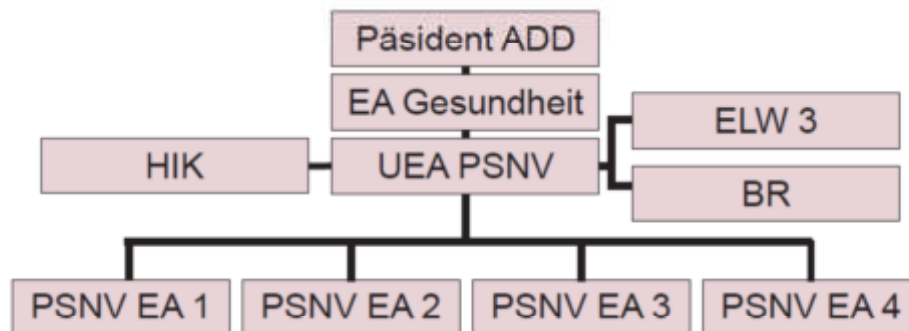 Päsident ADD
EA Gesundheit
ELW 3
HIK
UEA PSNV
BR
PSNV EA 1
PSNV EA 2
PSNV EA 3
PSNV EA 4